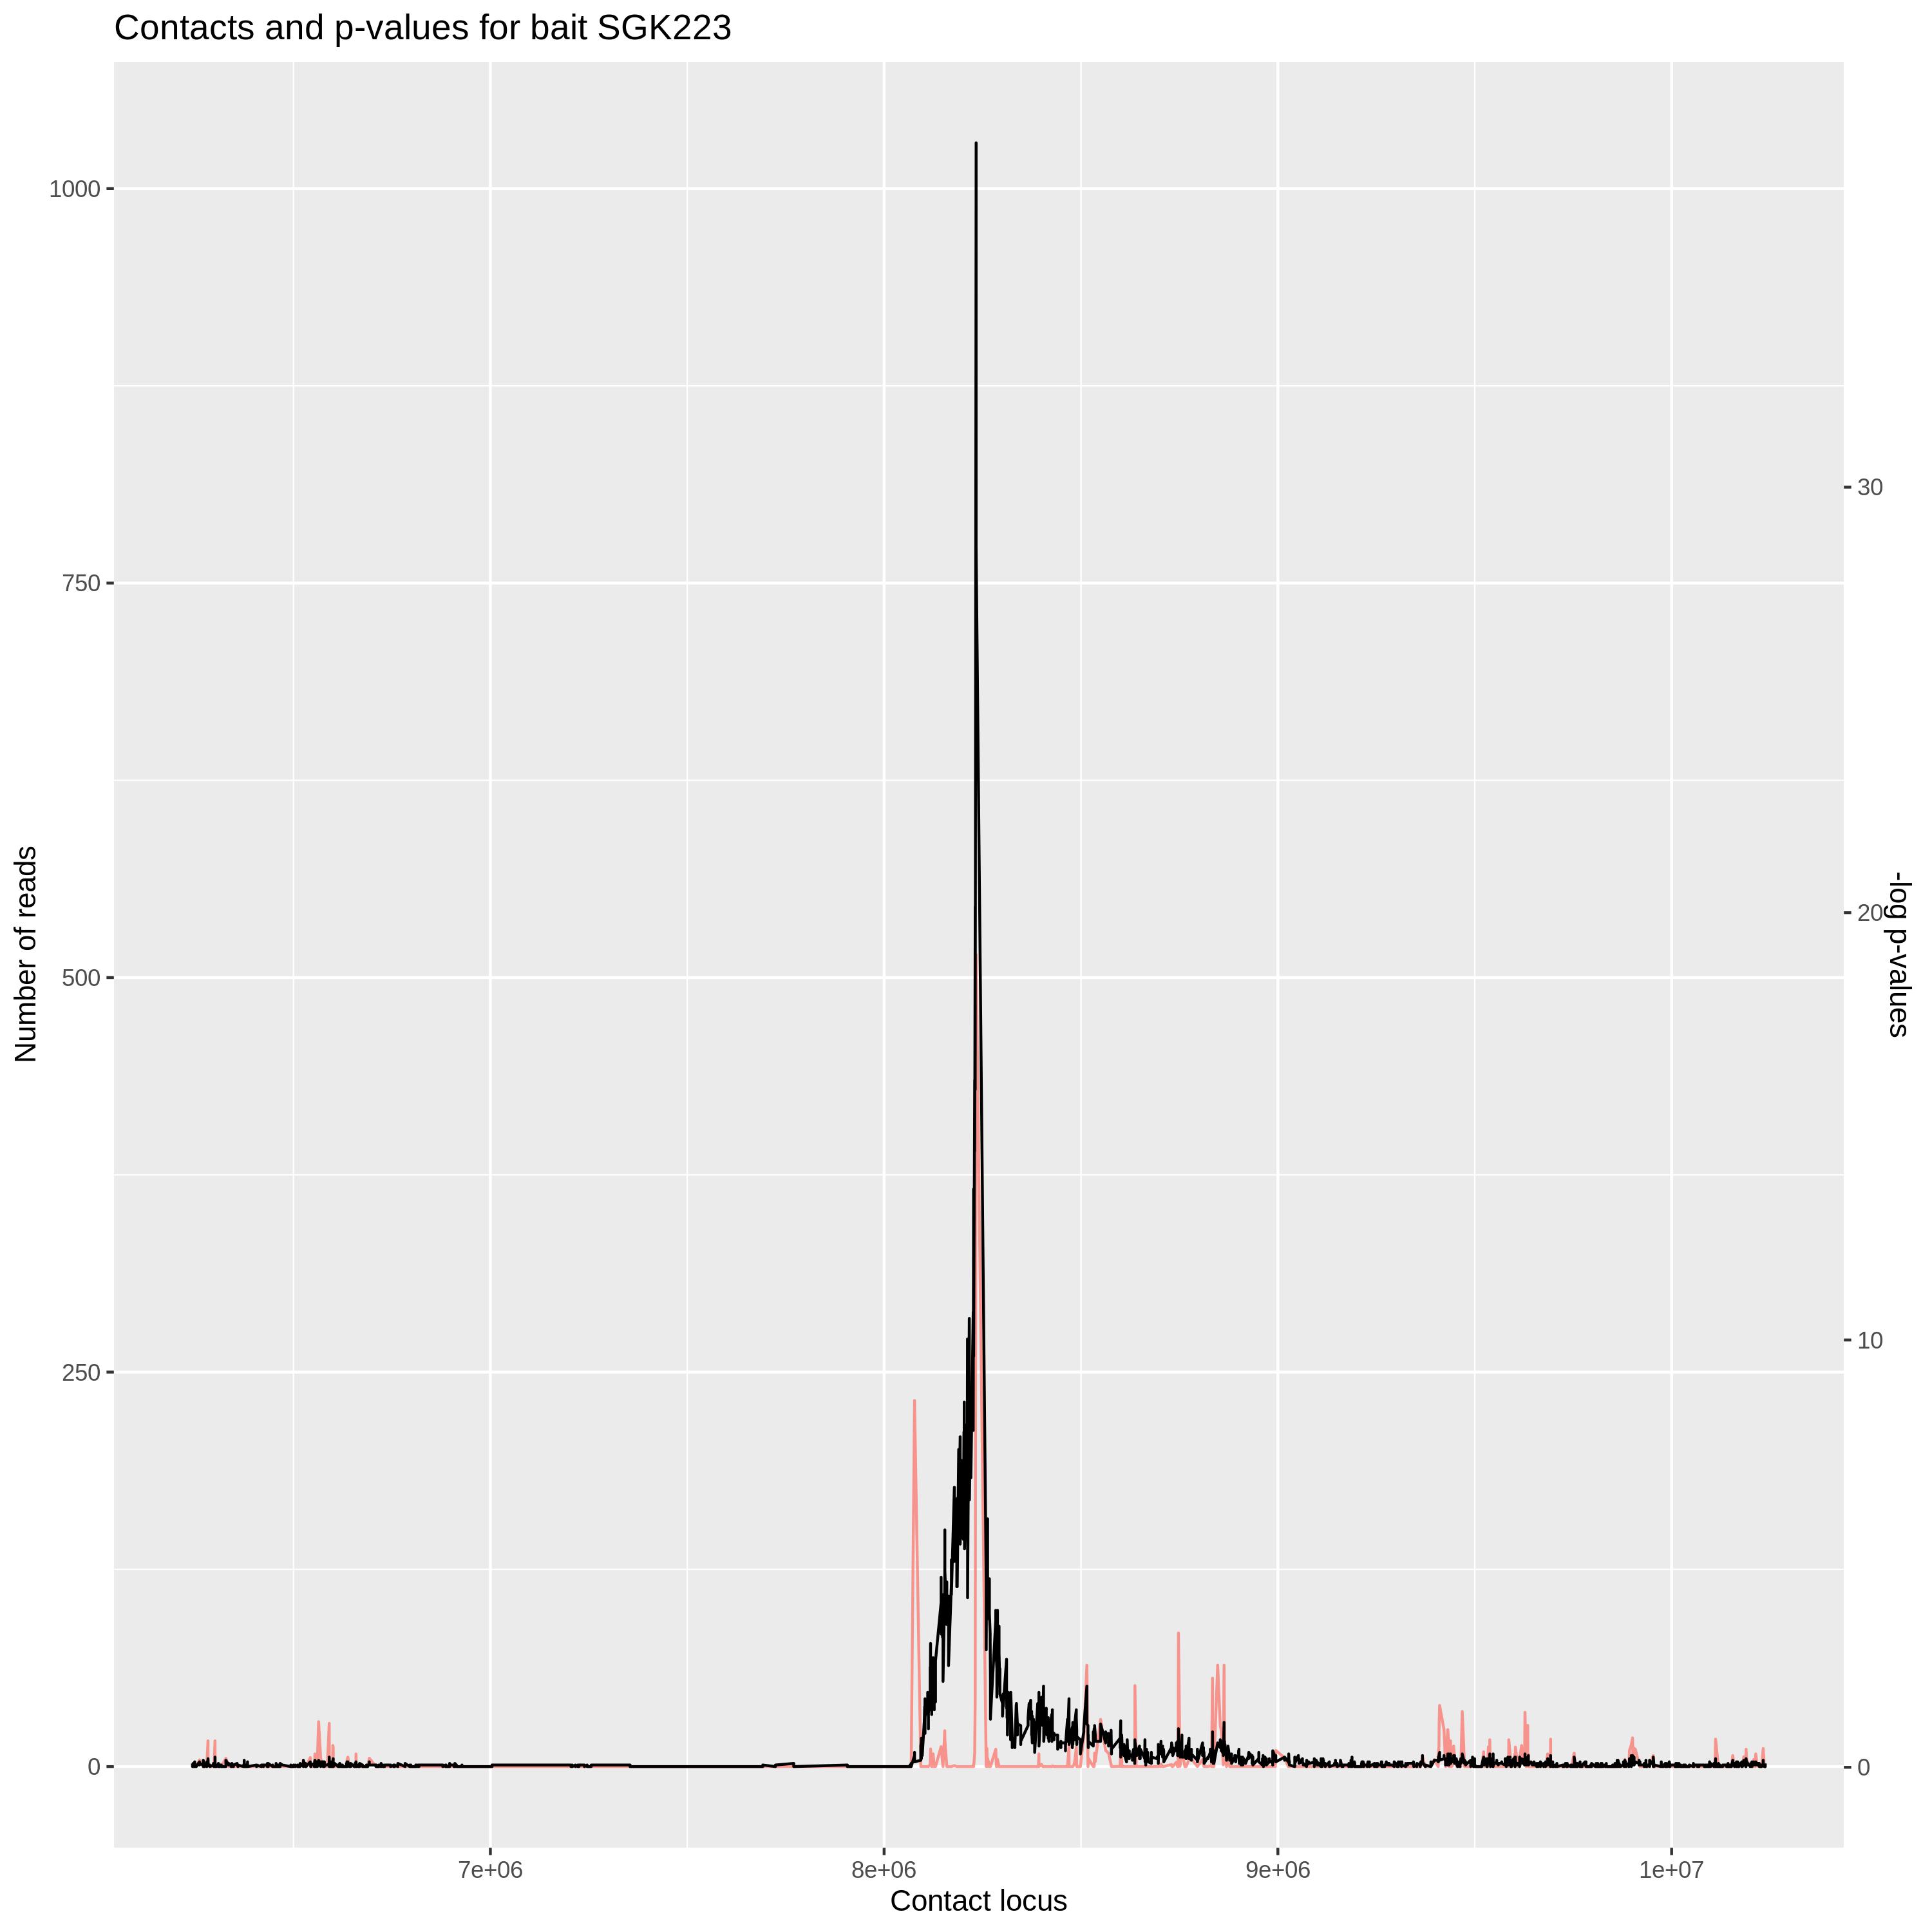 Contacts and p-values for bait SGK223
1000
750
500
250
0
Number of reads
30
20
10
0
-log p-values
7e+06
8e+06
9e+06
1e+07
Contact locus